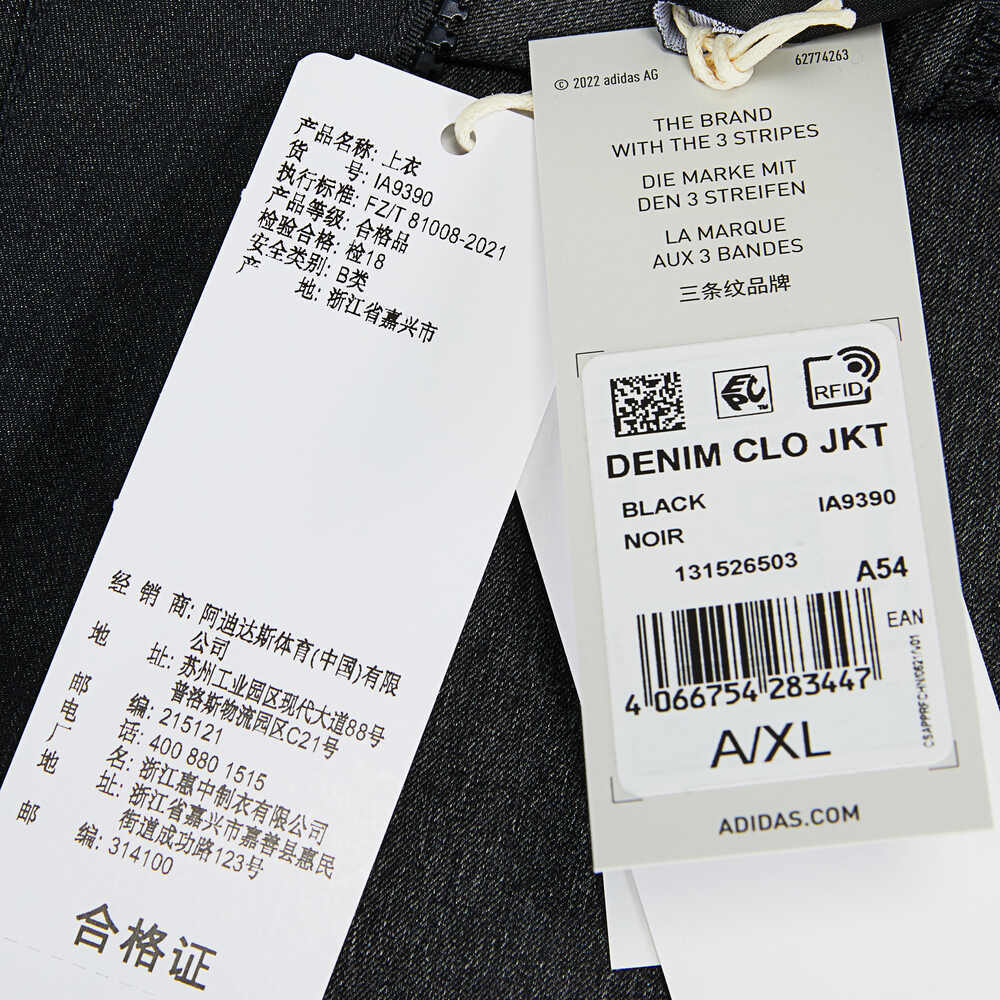 产品名称: 上衣
货 号: IA9390
执行标准: FZ/T 81008-2021
产品等级: 合格品
检验合格: 检18
安全类别: B类
产 地: 浙江省嘉兴市
经 销 商: 阿迪达斯体育(中国)有限
公司
地 址: 苏州工业园区现代大道88号
普洛斯物流园区C21号
邮 编: 215121
电 话: 400 880 1515
厂 名: 浙江惠中制衣有限公司
地 址: 浙江省嘉兴市嘉善县惠民
街道成功路123号
邮 编: 314100
合格证
62774263
© 2022 adidas AG
THE BRAND
WITH THE 3 STRIPES
DIE MARKE MIT
DEN 3 STREIFEN
LA MARQUE
AUX 3 BANDES
三条纹品牌
EPC™
RFID
DENIM CLO JKT
BLACK IA9390
NOIR
131526503 A54
EAN
4 066754 283447
A/XL
ADIDAS.COM